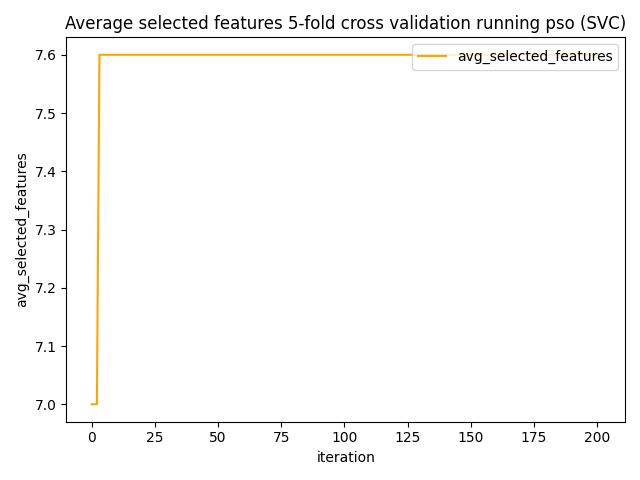 Average selected features 5-fold cross validation running pso (SVC)
avg_selected_features
7.6
7.5
7.4
7.3
7.2
7.1
7.0
avg_selected_features
0 25 50 75 100 125 150 175 200
iteration